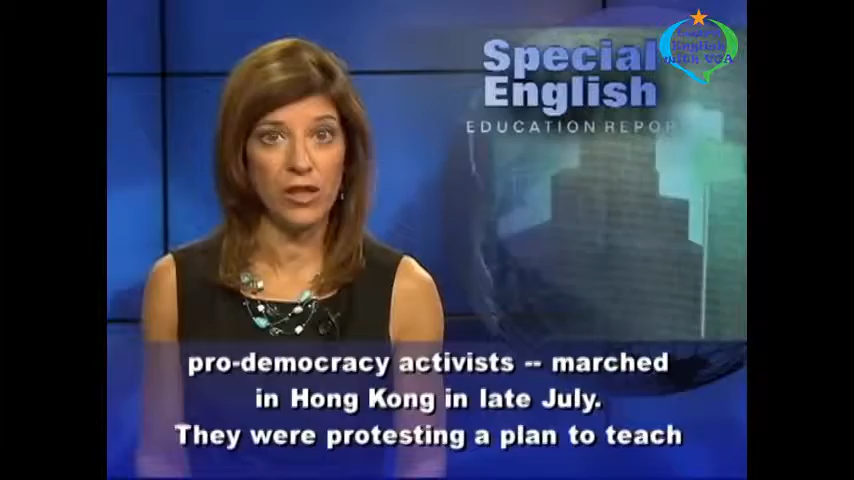 Special
English
EDUCATION REPOR
pro-democracy activists -- marched
in Hong Kong in late July.
They were protesting a plan to teach